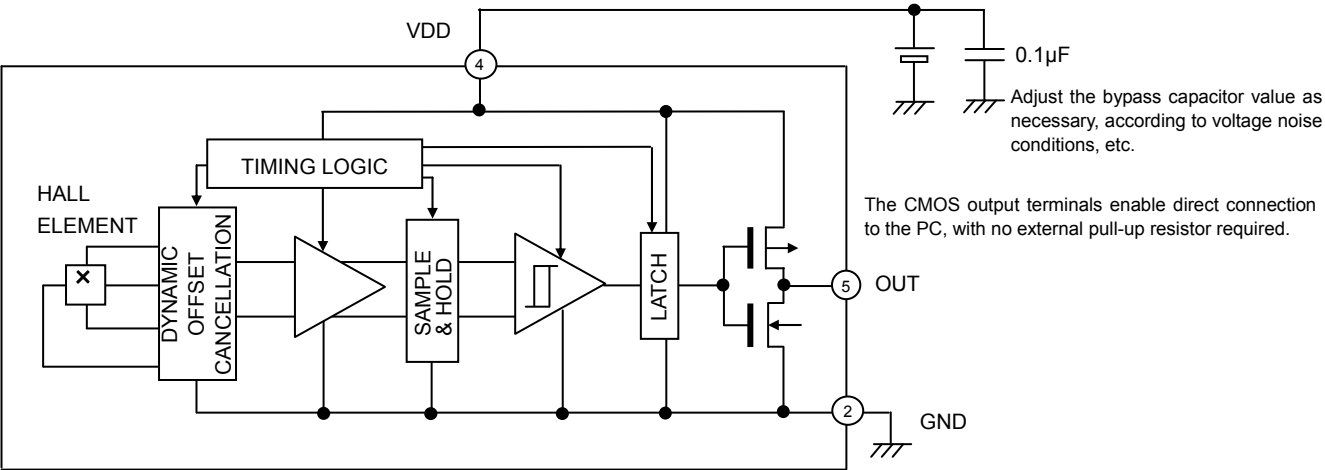 VDD
4
0.1µF
Adjust the bypass capacitor value as
necessary, according to voltage noise
conditions, etc.
TIMING LOGIC
HALL
ELEMENT
×
DYNAMIC
OFFSET
CANCELLATION
SAMPLE
& HOLD
LATCH
The CMOS output terminals enable direct connection
to the PC, with no external pull-up resistor required.
5
OUT
2
GND